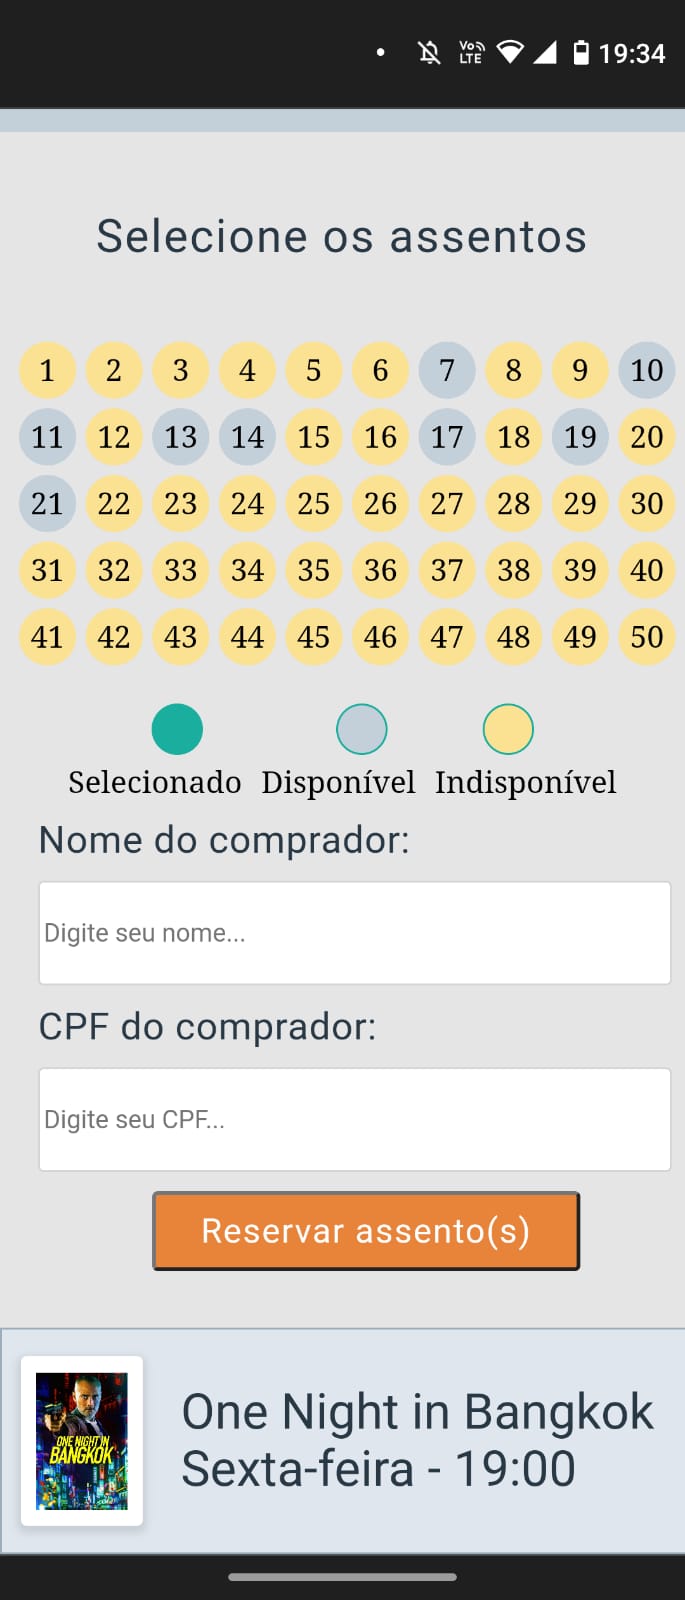 Vo LTE 19:34
Selecione os assentos
1 2 3 4 5 6 7 8 9 10
11 12 13 14 15 16 17 18 19 20
21 22 23 24 25 26 27 28 29 30
31 32 33 34 35 36 37 38 39 40
41 42 43 44 45 46 47 48 49 50
Selecionado Disponível Indisponível
Nome do comprador:
Digite seu nome...
CPF do comprador:
Digite seu CPF...
Reservar assento(s)
ONE NIGHT IN
BANGKOK
One Night in Bangkok
Sexta-feira - 19:00